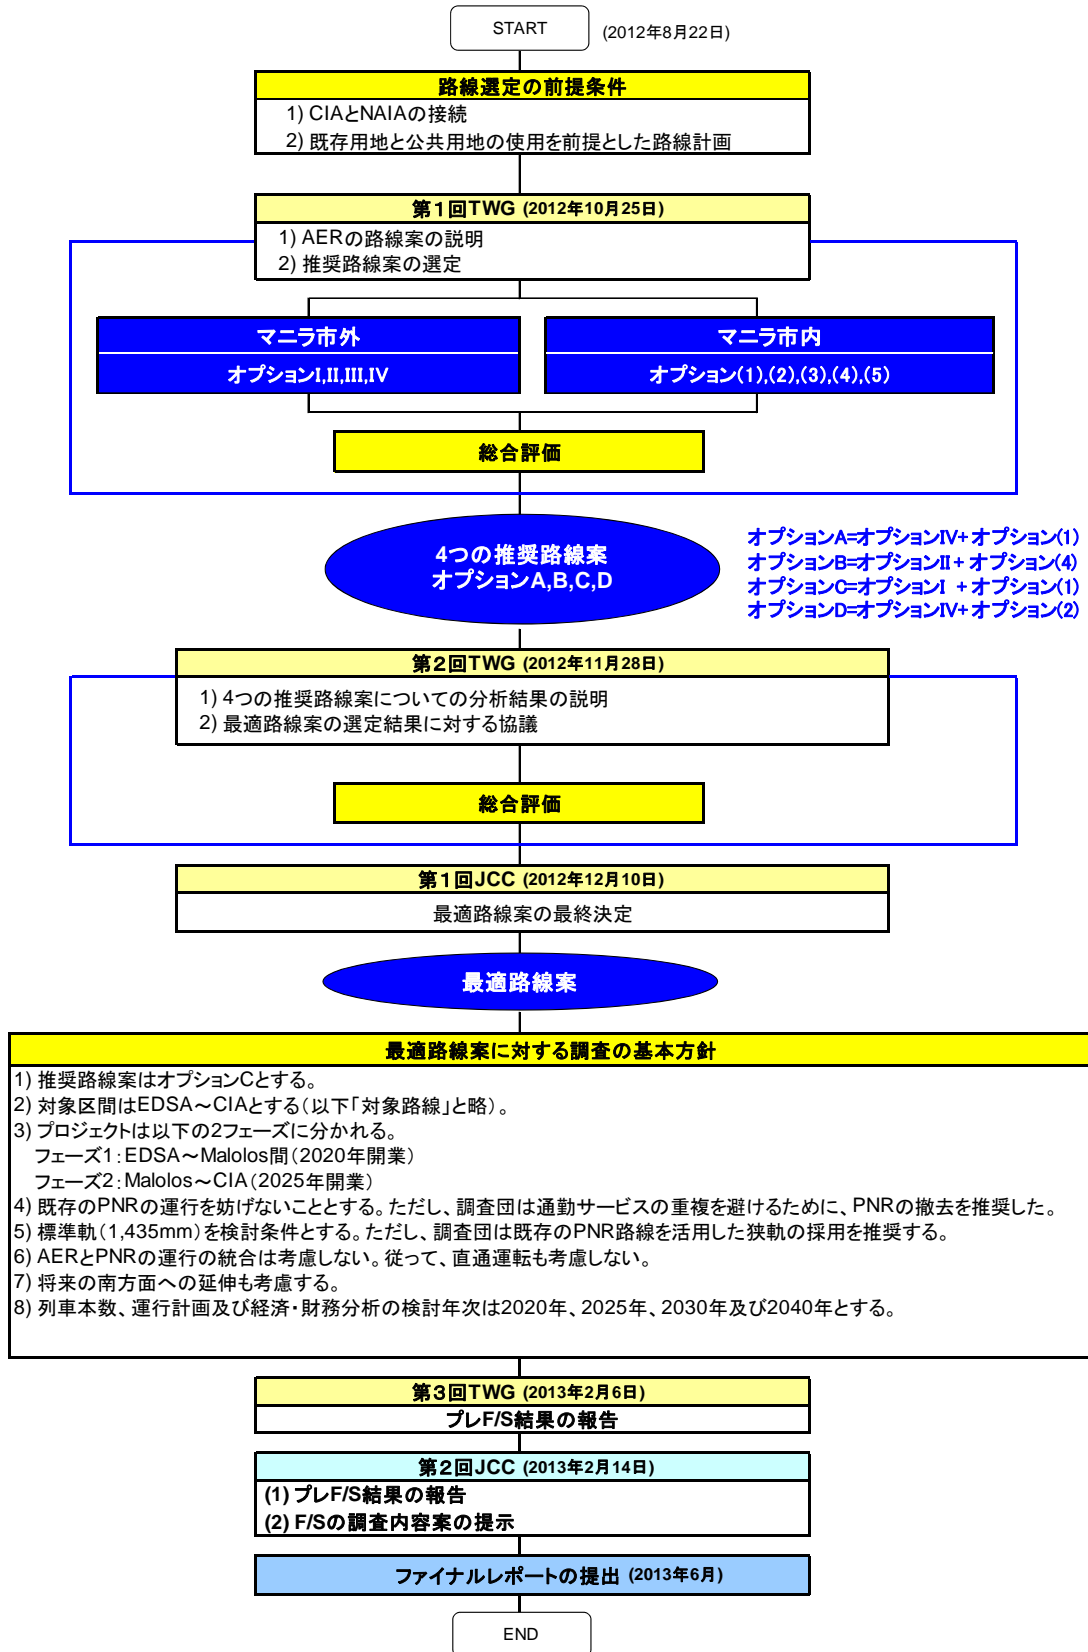 START
(2012年8月22日)
路線選定の前提条件
1) CIAとNAIAの接続
2) 既存用地と公共用地の使用を前提とした路線計画
第1回TWG (2012年10月25日)
1) AERの路線案の説明
2) 推奨路線案の選定
マニラ市外
オプションI,II,III,IV
マニラ市内
オプション(1),(2),(3),(4),(5)
総合評価
4つの推奨路線案
オプションA,B,C,D
オプションA=オプションIV+オプション(1)
オプションB=オプションII+オプション(4)
オプションC=オプションI +オプション(1)
オプションD=オプションIV+オプション(2)
第2回TWG (2012年11月28日)
1) 4つの推奨路線案についての分析結果の説明
2) 最適路線案の選定結果に対する協議
総合評価
第1回JCC (2012年12月10日)
最適路線案の最終決定
最適路線案
最適路線案に対する調査の基本方針
1) 推奨路線案はオプションCとする。
2) 対象区間はEDSA～CIAとする(以下「対象路線」と略)。
3) プロジェクトは以下の2フェーズに分かれる。
フェーズ1:EDSA～Malolos間(2020年開業)
フェーズ2:Malolos～CIA(2025年開業)
4) 既存のPNRの運行を妨げないこととする。ただし、調査団は通勤サービスの重複を避けるために、PNRの撤去を推奨した。
5) 標準軌(1,435mm)を検討条件とする。ただし、調査団は既存のPNR路線を活用した狭軌の採用を推奨する。
6) AERとPNRの運行の統合は考慮しない。従って、直通運転も考慮しない。
7) 将来の南方面への延伸も考慮する。
8) 列車本数、運行計画及び経済・財務分析の検討年次は2020年、2025年、2030年及び2040年とする。
第3回TWG (2013年2月6日)
プレF/S結果の報告
第2回JCC (2013年2月14日)
(1) プレF/S結果の報告
(2) F/Sの調査内容案の提示
ファイナルレポートの提出 (2013年6月)
END